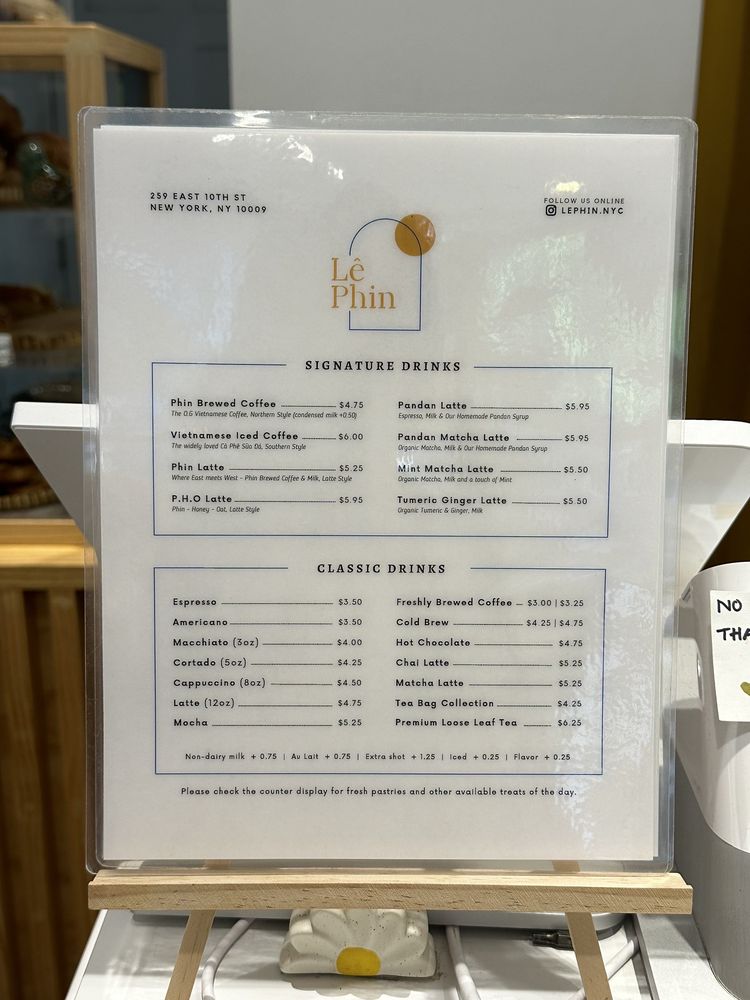 259 EAST 10TH ST
NEW YORK, NY 10009
FOLLOW US ONLINE
LEPHIN.NYC
Lê
Phin
SIGNATURE DRINKS
Phin Brewed Coffee $4.75
The O.G Vietnamese Coffee, Northern Style (condensed milk +0.50)
Vietnamese Iced Coffee $6.00
The widely loved Cà Phê Sữa Đá, Southern Style
Phin Latte $5.25
Where East meets West - Phin Brewed Coffee & Milk, Latte Style
P.H.O Latte $5.95
Phin - Honey - Oat, Latte Style
Pandan Latte $5.95
Espresso, Milk & Our Homemade Pandan Syrup
Pandan Matcha Latte $5.95
Organic Matcha, Milk & Our Homemade Pandan Syrup
Mint Matcha Latte $5.50
Organic Matcha, Milk and a touch of Mint
Tumeric Ginger Latte $5.50
Organic Tumeric & Ginger, Milk
CLASSIC DRINKS
Espresso $3.50
Americano $3.50
Macchiato (3oz) $4.00
Cortado (5oz) $4.25
Cappuccino (8oz) $4.50
Latte (12oz) $4.75
Mocha $5.25
Freshly Brewed Coffee $3.00 | $3.25
Cold Brew $4.25 | $4.75
Hot Chocolate $4.75
Chai Latte $5.25
Matcha Latte $5.25
Tea Bag Collection $4.25
Premium Loose Leaf Tea $6.25
Non-dairy milk + 0.75 | Au Lait + 0.75 | Extra shot + 1.25 | Iced + 0.25 | Flavor + 0.25
Please check the counter display for fresh pastries and other available treats of the day.
NO